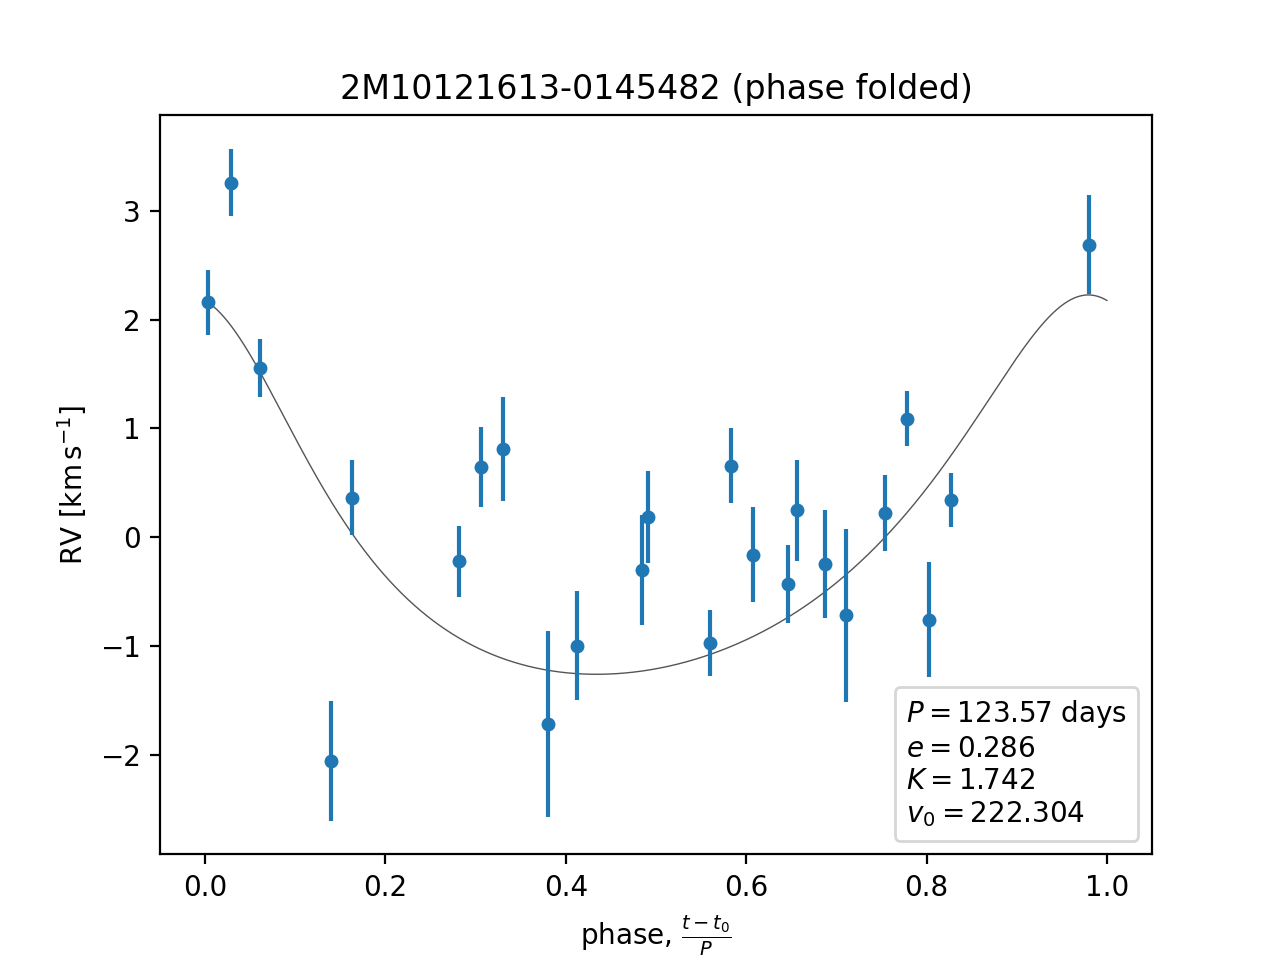 2M10121613-0145482 (phase folded)
RV [km s⁻¹]
3
2
1
0
−1
−2
0.0 0.2 0.4 0.6 0.8 1.0
phase, (t − t₀)/P
P = 123.57 days
e = 0.286
K = 1.742
v₀ = 222.304